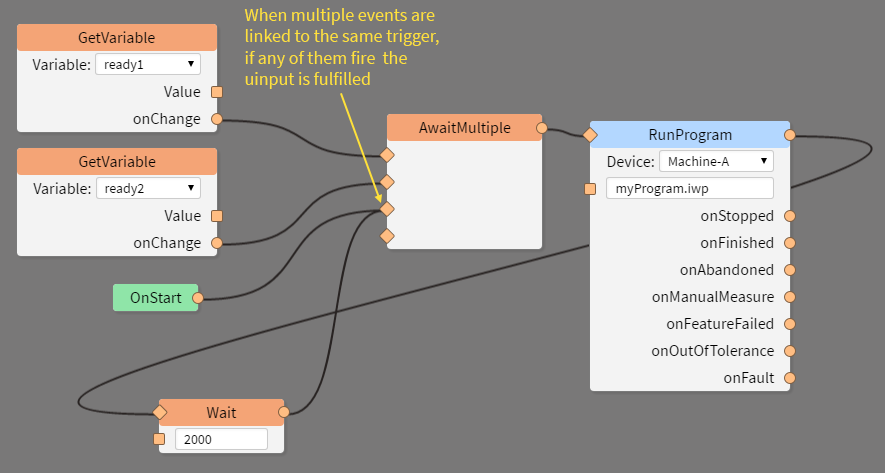 When multiple events are
linked to the same trigger,
if any of them fire the
uinput is fulfilled
GetVariable
Variable: ready1
Value
onChange
GetVariable
Variable: ready2
Value
onChange
OnStart
AwaitMultiple
RunProgram
Device: Machine-A
myProgram.iwp
onStopped
onFinished
onAbandoned
onManualMeasure
onFeatureFailed
onOutOfTolerance
onFault
Wait
2000